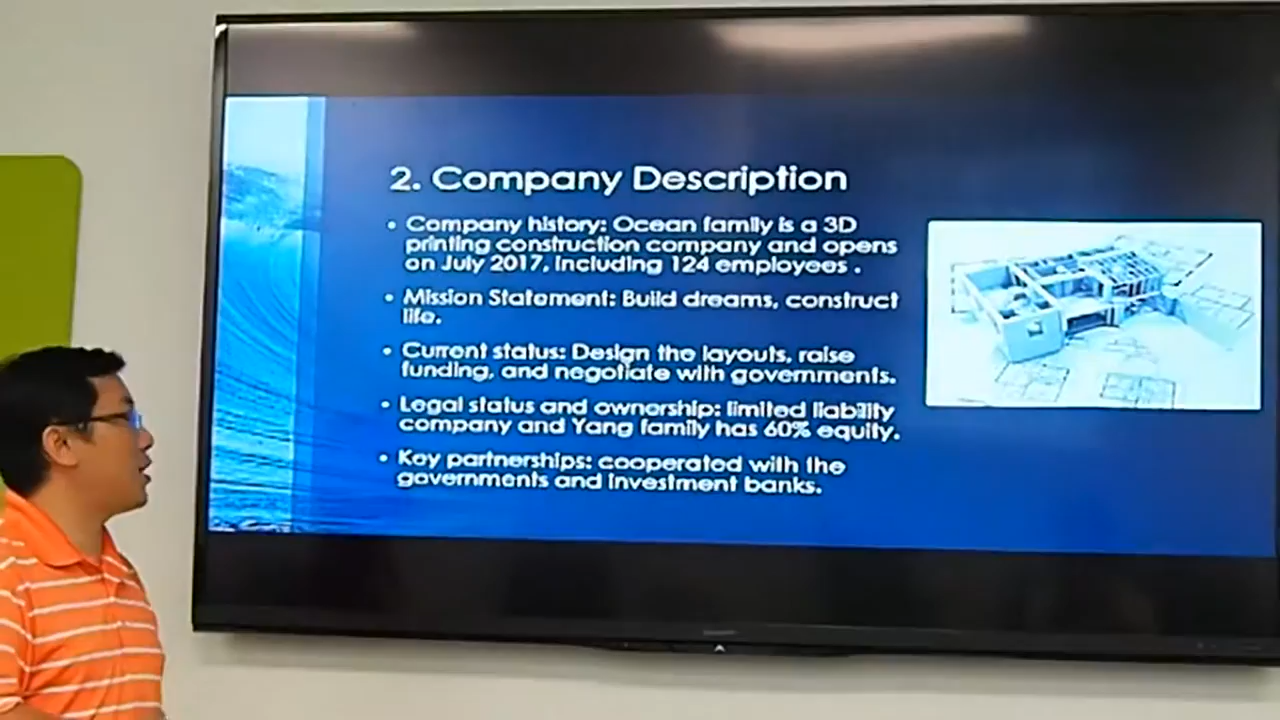 2. Company Description
• Company history: Ocean family is a 3D
printing construction company and opens
on July 2017, including 124 employees .
• Mission Statement: Build dreams, construct
life.
• Current status: Design the layouts, raise
funding, and negotiate with governments.
• Legal status and ownership: limited liability
company and Yang family has 60% equity.
• Key partnerships: cooperated with the
governments and investment banks.